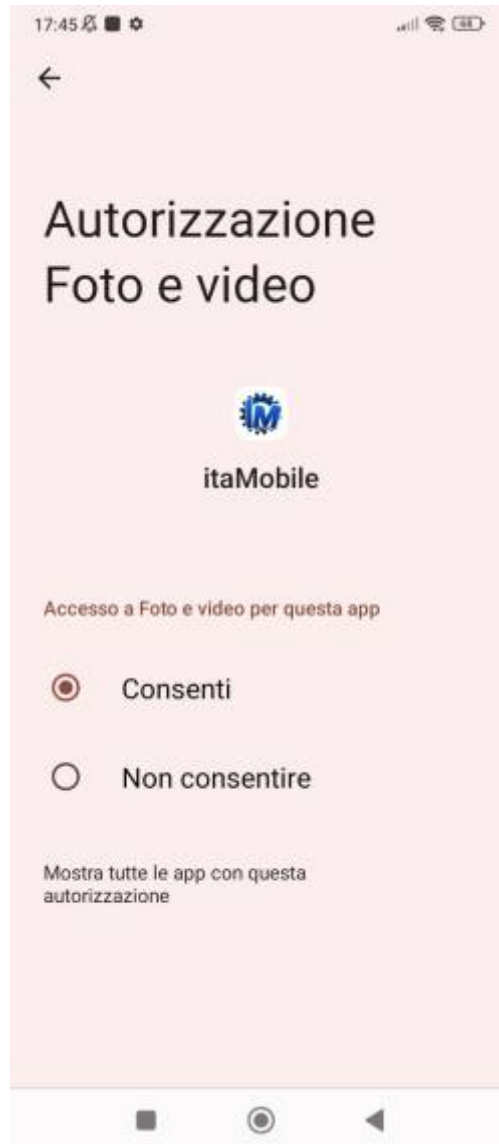 17:45
Autorizzazione
Foto e video
itaMobile
Accesso a Foto e video per questa app
Consenti
Non consentire
Mostra tutte le app con questa
autorizzazione